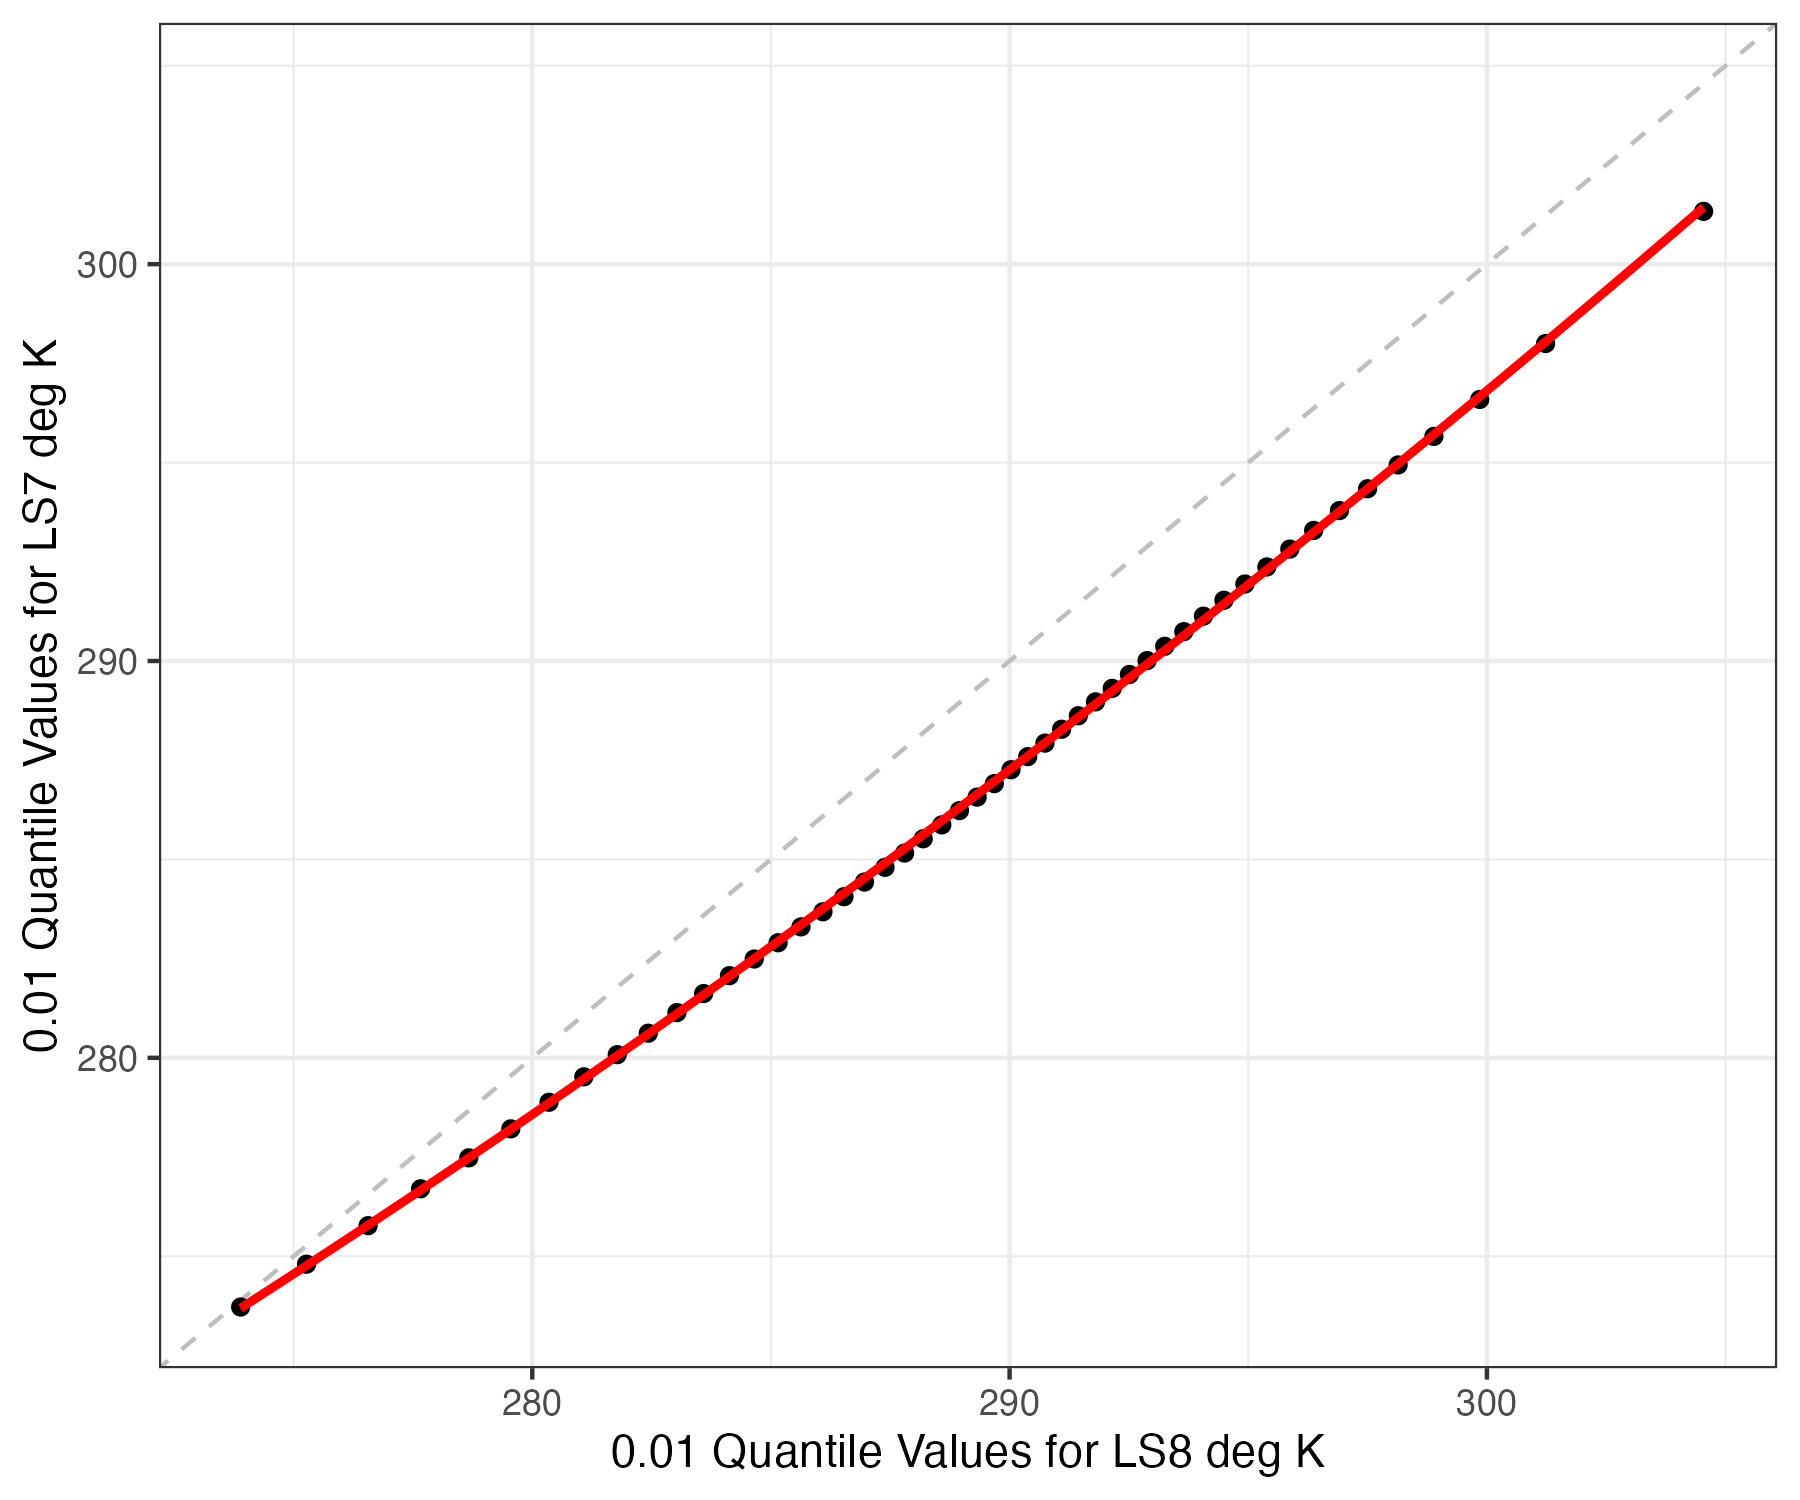 0.01 Quantile Values for LS7 deg K
300
290
280
280 290 300
0.01 Quantile Values for LS8 deg K